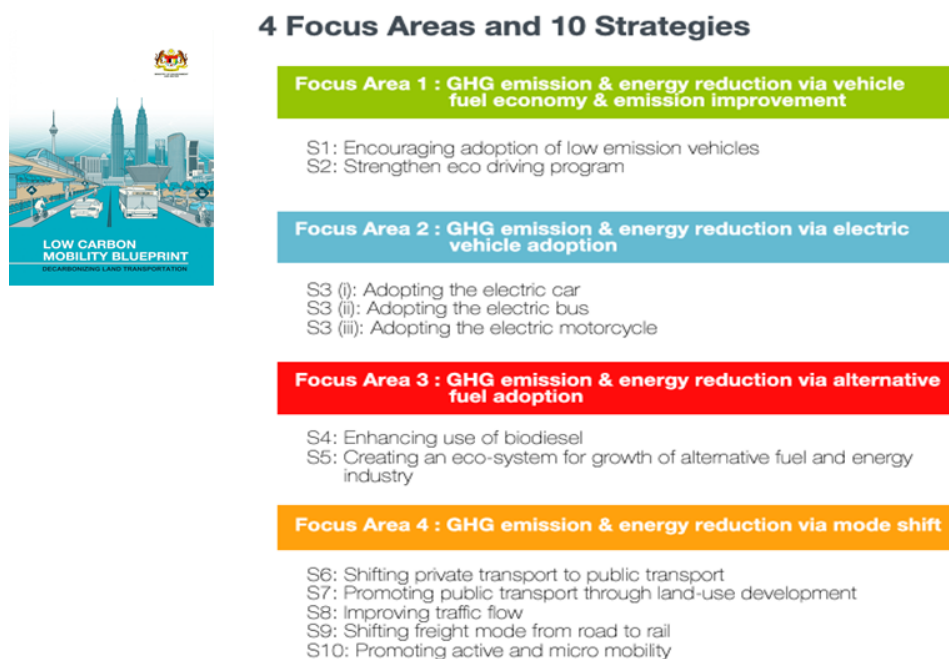 4 Focus Areas and 10 Strategies
LOW CARBON
MOBILITY BLUEPRINT
DECARBONIZING LAND TRANSPORTATION
Focus Area 1 : GHG emission & energy reduction via vehicle
fuel economy & emission improvement
S1: Encouraging adoption of low emission vehicles
S2: Strengthen eco driving program
Focus Area 2 : GHG emission & energy reduction via electric
vehicle adoption
S3 (i): Adopting the electric car
S3 (ii): Adopting the electric bus
S3 (iii): Adopting the electric motorcycle
Focus Area 3 : GHG emission & energy reduction via alternative
fuel adoption
S4: Enhancing use of biodiesel
S5: Creating an eco-system for growth of alternative fuel and energy
industry
Focus Area 4 : GHG emission & energy reduction via mode shift
S6: Shifting private transport to public transport
S7: Promoting public transport through land-use development
S8: Improving traffic flow
S9: Shifting freight mode from road to rail
S10: Promoting active and micro mobility